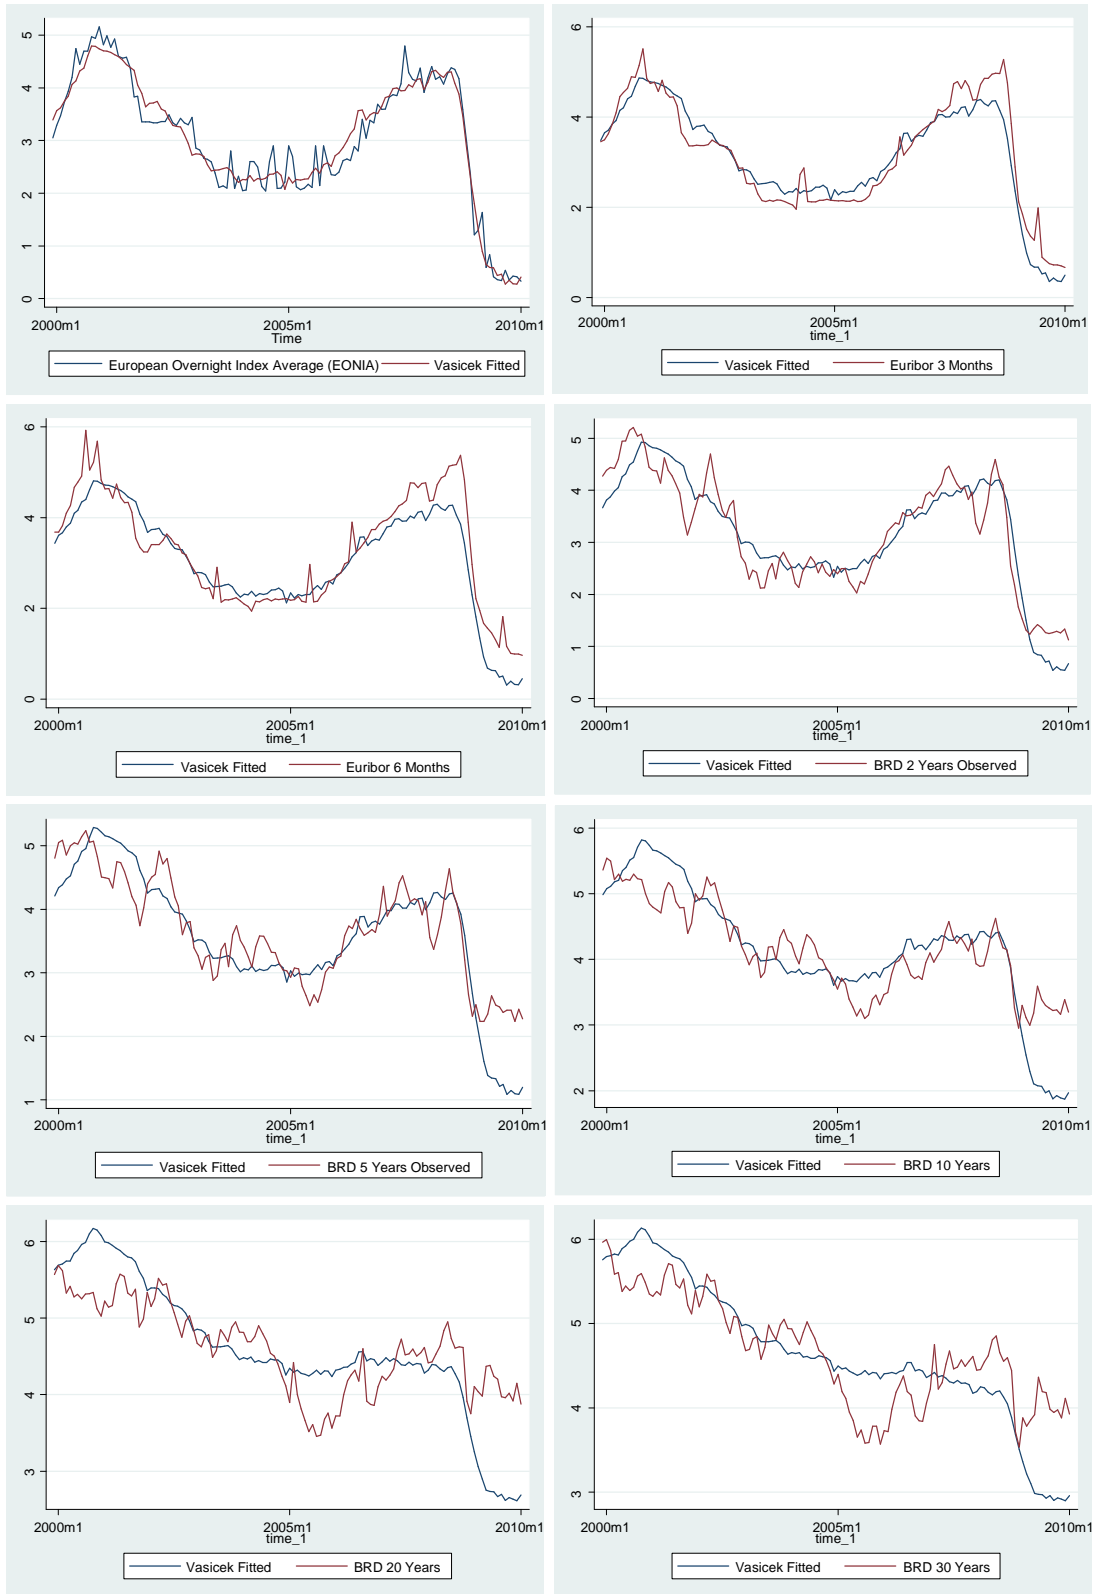 5
4
3
2
1
0
2000m1
2005m1
2010m1
Time
European Overnight Index Average (EONIA)
Vasicek Fitted
6
4
2
0
2000m1
2005m1
2010m1
time_1
Vasicek Fitted
Euribor 3 Months
6
4
2
0
2000m1
2005m1
2010m1
time_1
Vasicek Fitted
Euribor 6 Months
5
4
3
2
1
0
2000m1
2005m1
2010m1
time_1
Vasicek Fitted
BRD 2 Years Observed
5
4
3
2
1
2000m1
2005m1
2010m1
time_1
Vasicek Fitted
BRD 5 Years Observed
6
5
4
3
2
2000m1
2005m1
2010m1
time_1
Vasicek Fitted
BRD 10 Years
6
5
4
3
2000m1
2005m1
2010m1
time_1
Vasicek Fitted
BRD 20 Years
6
5
4
3
2000m1
2005m1
2010m1
time_1
Vasicek Fitted
BRD 30 Years